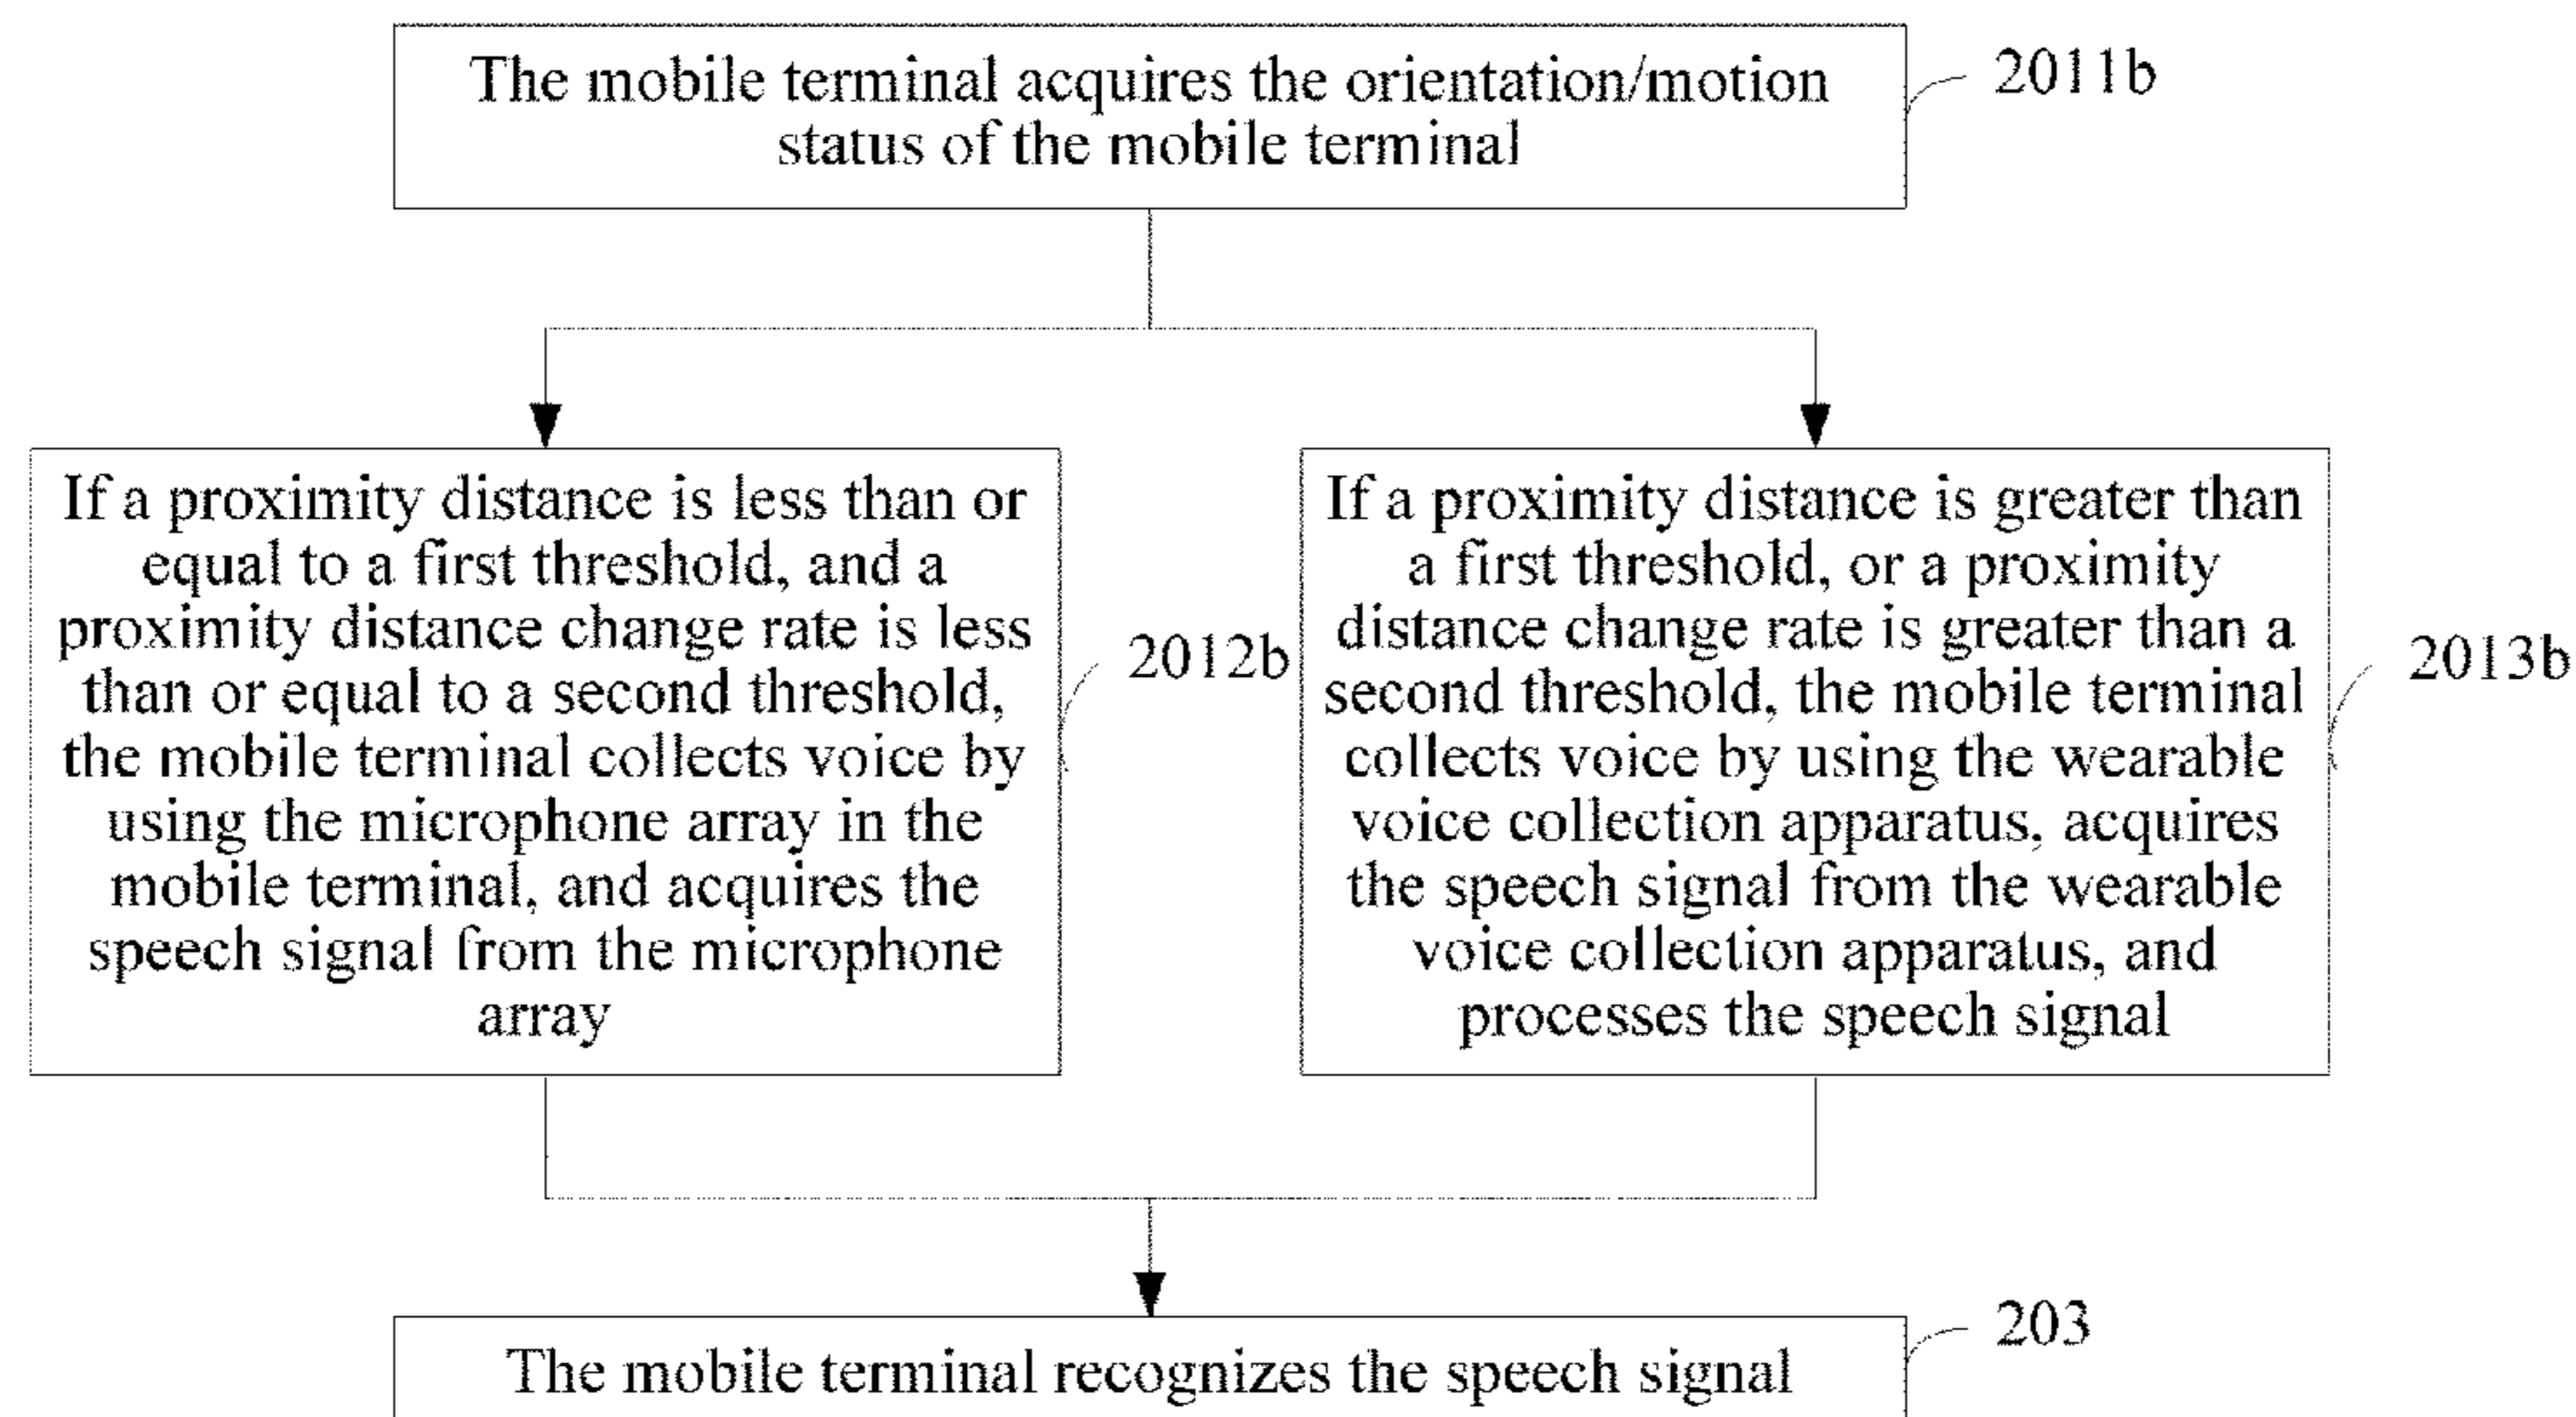 The mobile terminal acquires the orientation/motion
status of the mobile terminal
2011b
If a proximity distance is less than or
equal to a first threshold, and a
proximity distance change rate is less
than or equal to a second threshold,
the mobile terminal collects voice by
using the microphone array in the
mobile terminal, and acquires the
speech signal from the microphone
array
2012b
If a proximity distance is greater than
a first threshold, or a proximity
distance change rate is greater than a
second threshold, the mobile terminal
collects voice by using the wearable
voice collection apparatus, acquires
the speech signal from the wearable
voice collection apparatus, and
processes the speech signal
2013b
The mobile terminal recognizes the speech signal
203